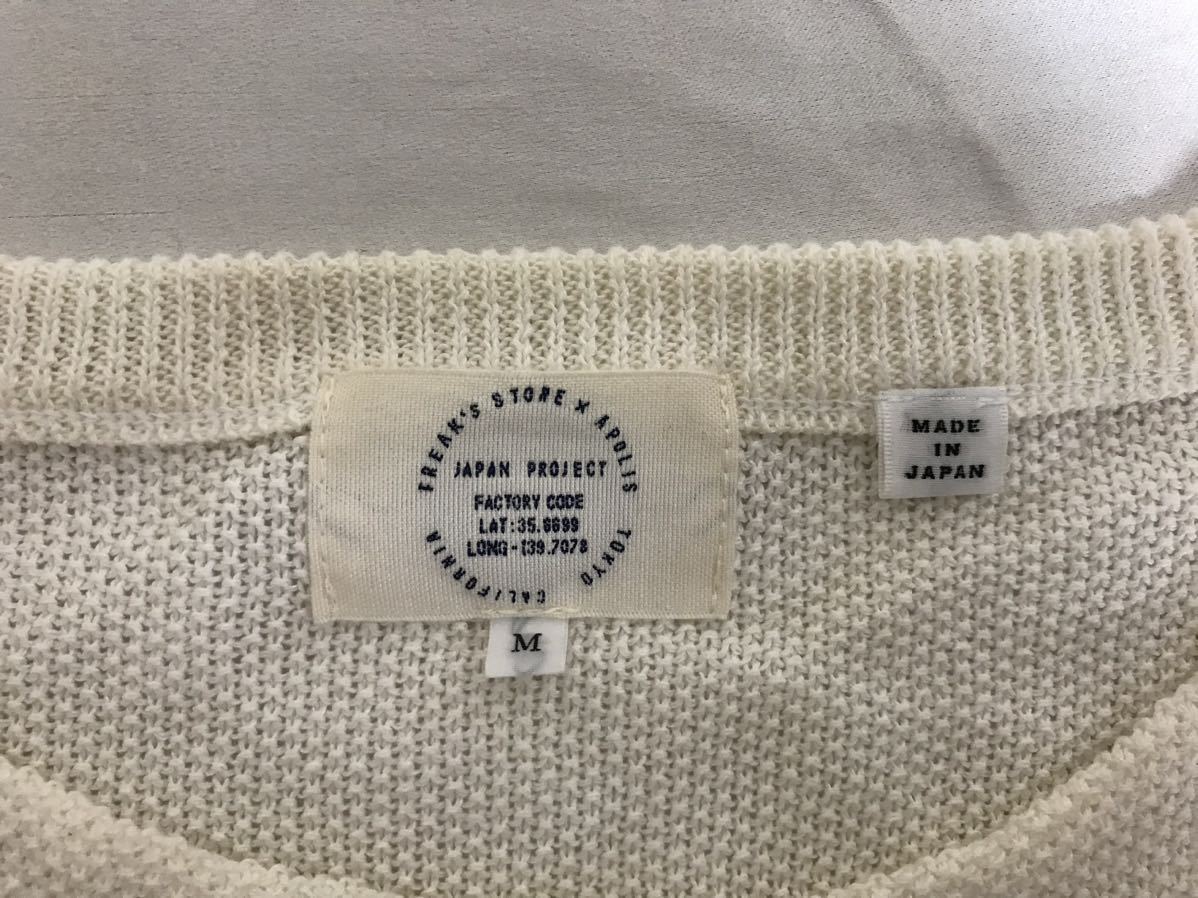 FREAK'S STORE X APOLIS
JAPAN PROJECT
FACTORY CODE
LAT:35.6699
LONG-139.7078
TOKYO
CALIFORNIA
M
MADE
IN
JAPAN